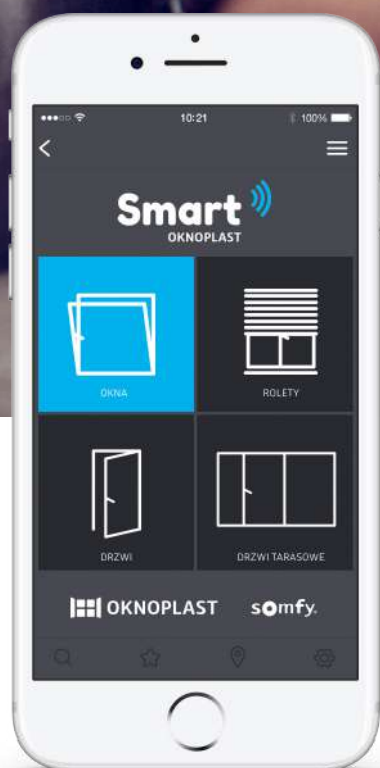 10:21
100%
Smart
OKNOPLAST
OKNA
ROLETY
DRZWI
DRZWI TARASOWE
OKNOPLAST
somfy.